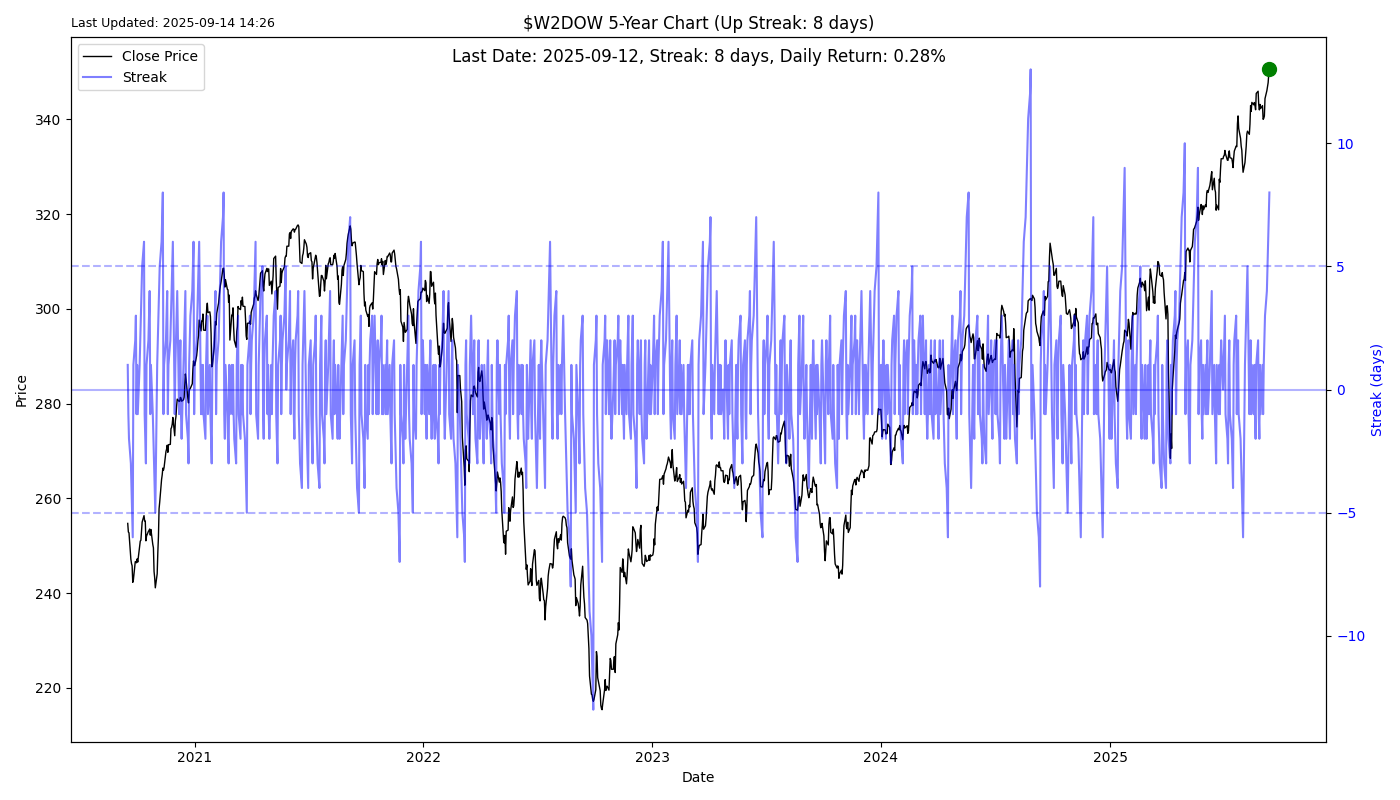 Last Updated: 2025-09-14 14:26
$W2DOW 5-Year Chart (Up Streak: 8 days)
Last Date: 2025-09-12, Streak: 8 days, Daily Return: 0.28%
Close Price
Streak
340
320
300
280
260
240
220
Price
10
5
0
−5
−10
Streak (days)
2021
2022
2023
2024
2025
Date